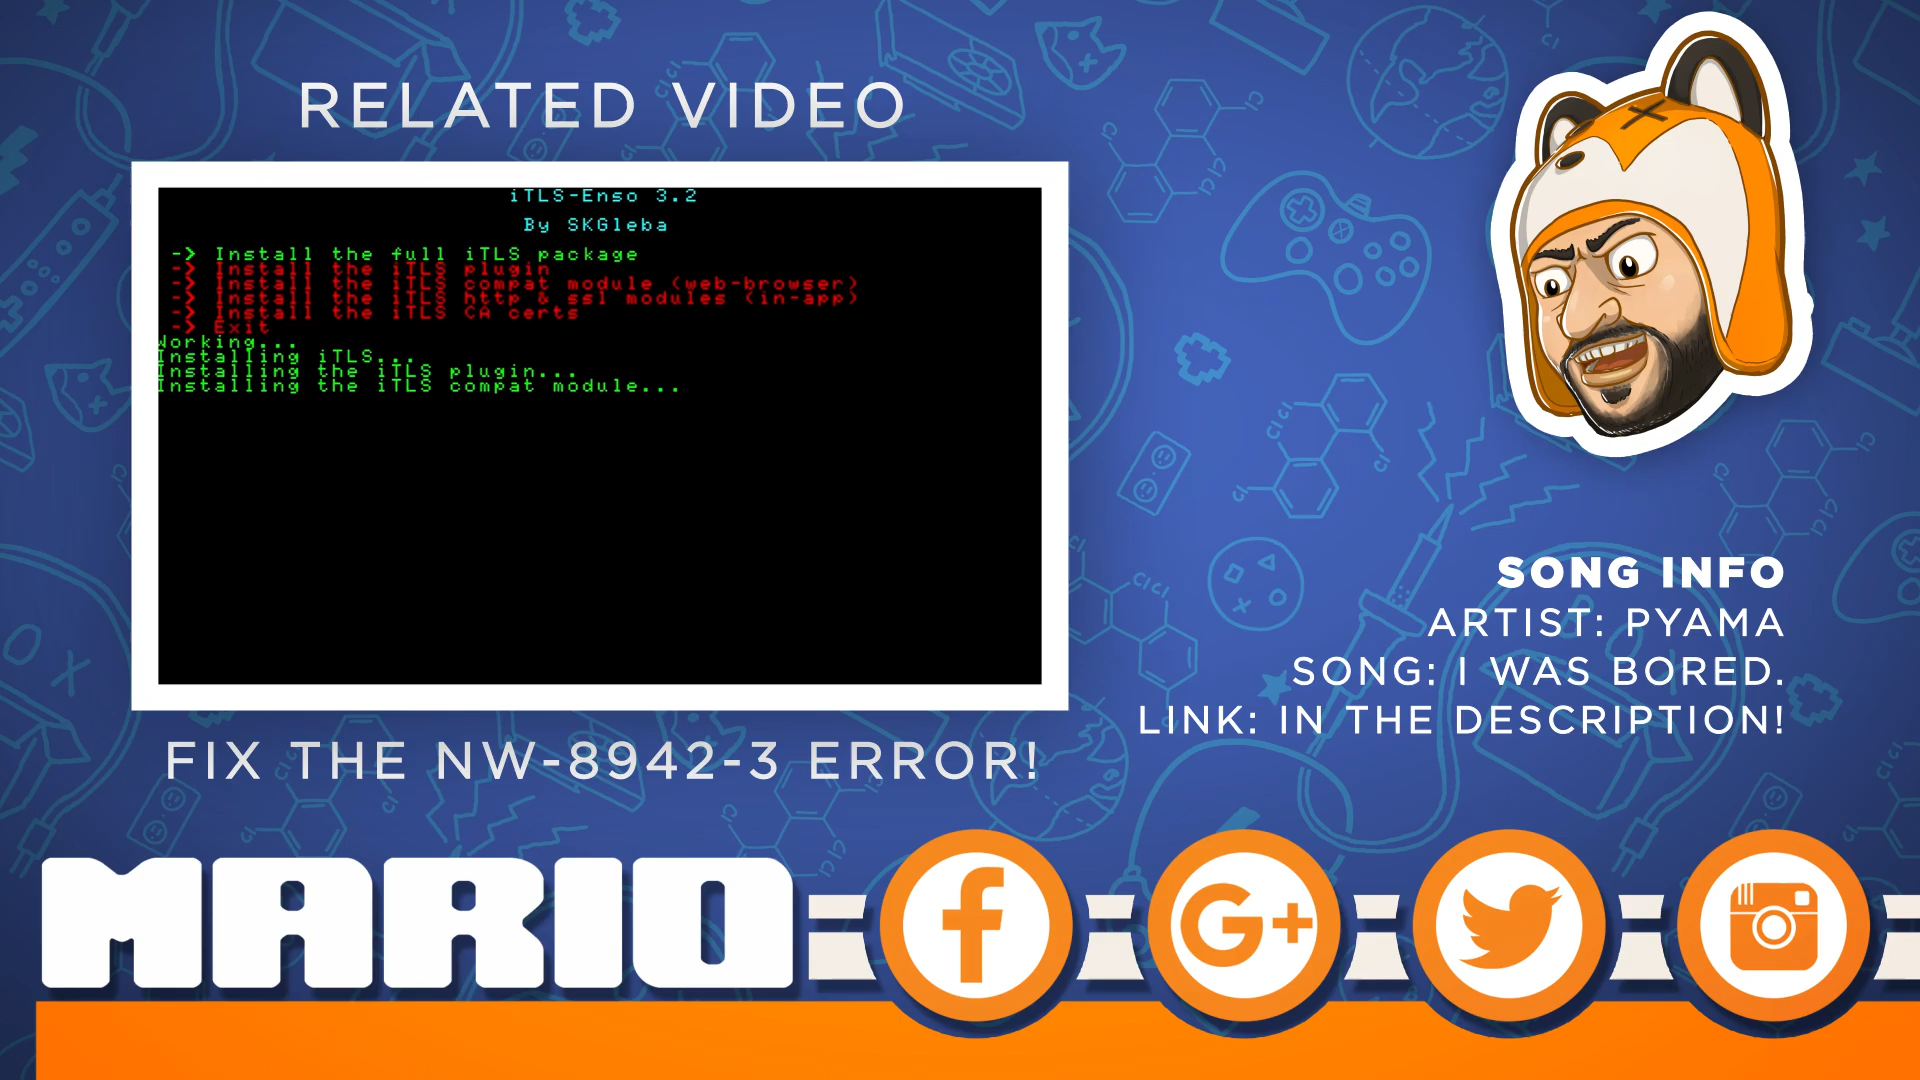 RELATED VIDEO
iTLS-Enso 3.2
By SKGleba
-> Install the full iTLS package
-> Install the iTLS plugin
-> Install the iTLS compat module (web-browser)
-> Install the iTLS http & ssl modules (in-app)
-> Install the iTLS CA certs
-> Exit
Working...
Installing iTLS...
Installing the iTLS plugin...
Installing the iTLS compat module...
FIX THE NW-8942-3 ERROR!
SONG INFO
ARTIST: PYAMA
SONG: I WAS BORED.
LINK: IN THE DESCRIPTION!
MARIO